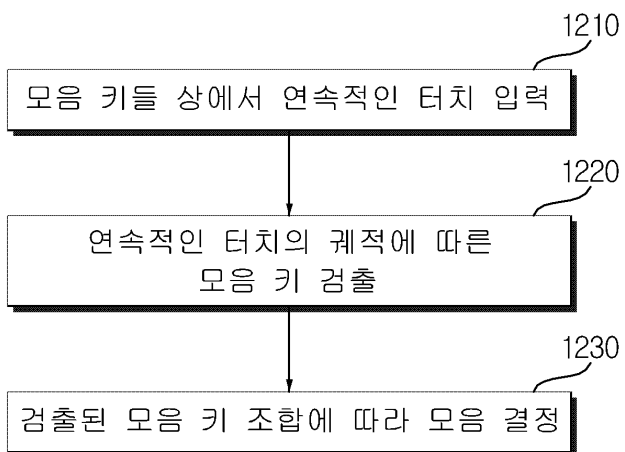 1210
모음 키들 상에서 연속적인 터치 입력
1220
연속적인 터치의 궤적에 따른
모음 키 검출
1230
검출된 모음 키 조합에 따라 모음 결정